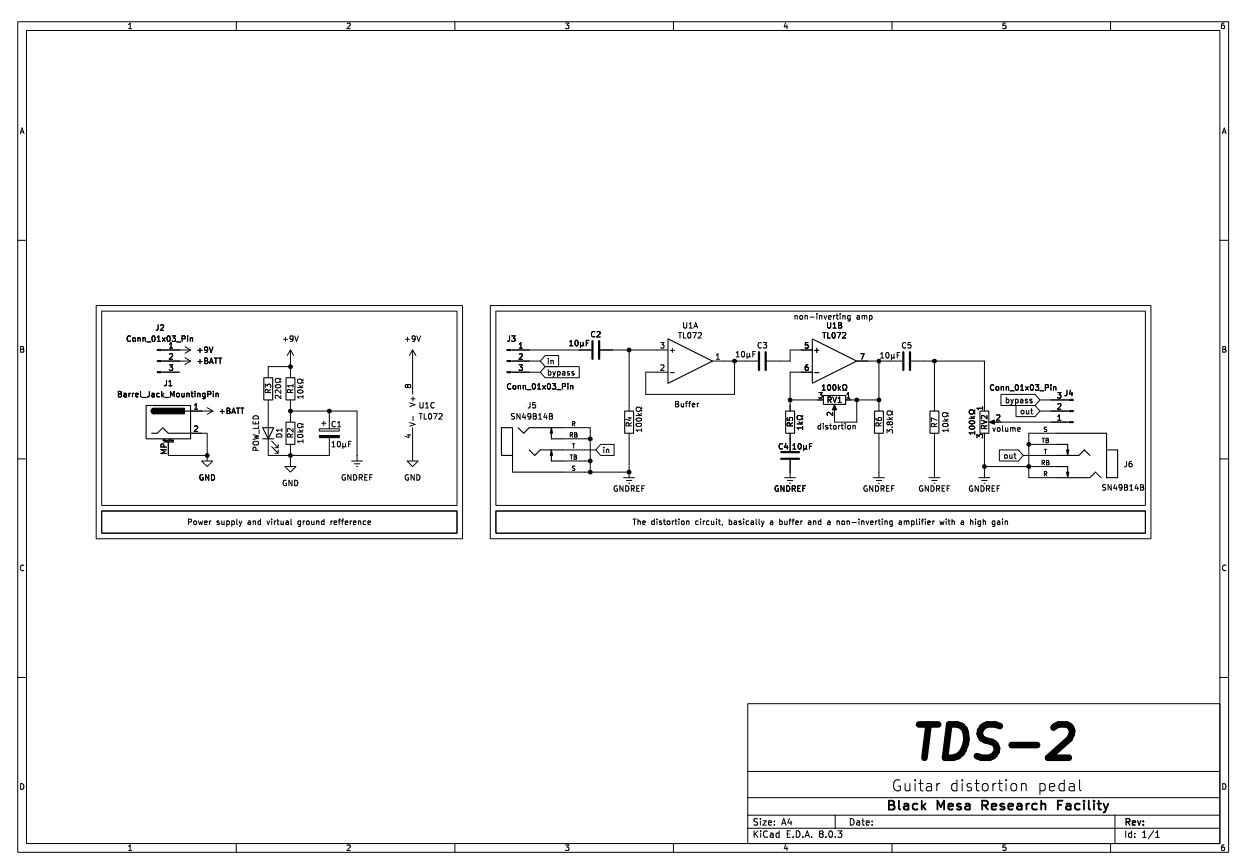 1 2 3 4 5 6
A A
B B
C C
D D
J2
Conn_01x03_Pin
1 +9V
2 +BATT
3
J1
Barrel_Jack_MountingPin
1 +BATT
2
MP
GND
+9V
R3
220Ω
R1
10kΩ
POW_LED
D1
R2
10kΩ
+ C1
10µF
GND
GNDREF
+9V
8
V+
U1C
TL072
V-
4
GND
Power supply and virtual ground refference
J3
1
2 in
3 bypass
Conn_01x03_Pin
J5
SN49B14B
R
RB
T in
TB
S
C2
10µF
R4
100kΩ
GNDREF
U1A
TL072
3 +
2 -
1
Buffer
C3
10µF
non-inverting amp
U1B
TL072
5 +
6 -
7
100kΩ
3 RV1 1
2
distortion
R5
1kΩ
C4 10µF
GNDREF
R6
3.8kΩ
GNDREF
10µF C5
R7
10kΩ
GNDREF
100kΩ
RV2
1
2
3
volume
GNDREF
Conn_01x03_Pin
J4
bypass 3
out 2
1
S
TB
out T
RB
R
J6
SN49B14B
The distortion circuit, basically a buffer and a non-inverting amplifier with a high gain
TDS-2
Guitar distortion pedal
Black Mesa Research Facility
Size: A4 Date: Rev:
KiCad E.D.A. 8.0.3 Id: 1/1
1 2 3 4 5 6